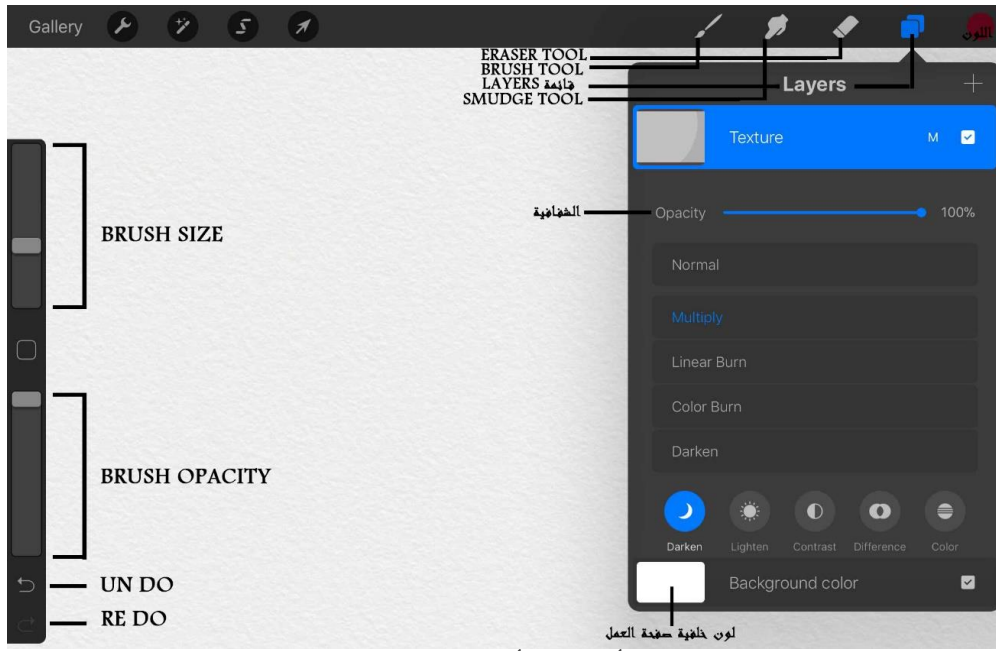 Gallery
اللون
ERASER TOOL
BRUSH TOOL
LAYERS قائمة
SMUDGE TOOL
Layers
Texture M
الشفافية
Opacity 100%
BRUSH SIZE
Normal
Multiply
Linear Burn
Color Burn
Darken
BRUSH OPACITY
Darken Lighten Contrast Difference Color
Background color
UN DO
RE DO
لون خلفية صفحة العمل